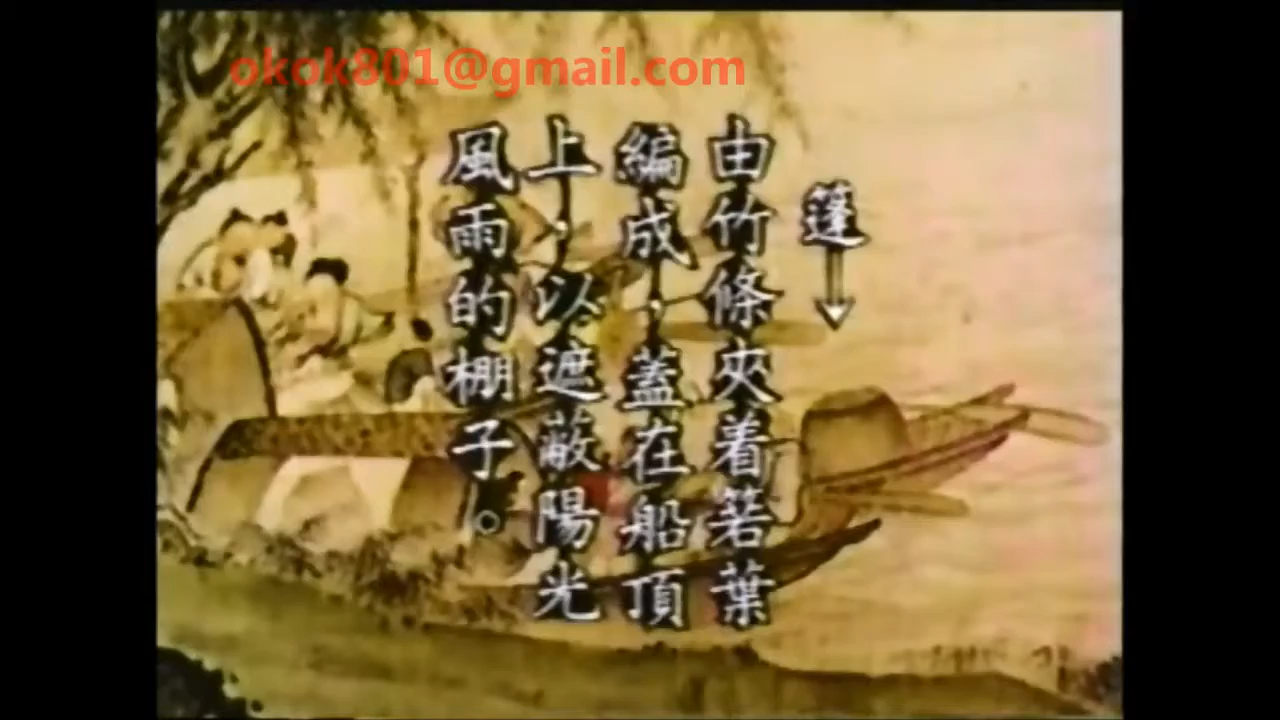 okok801@gmail.com
篷↓
由竹條夾着箬葉
編成，蓋在船頂
上，以遮蔽陽光
風雨的棚子。